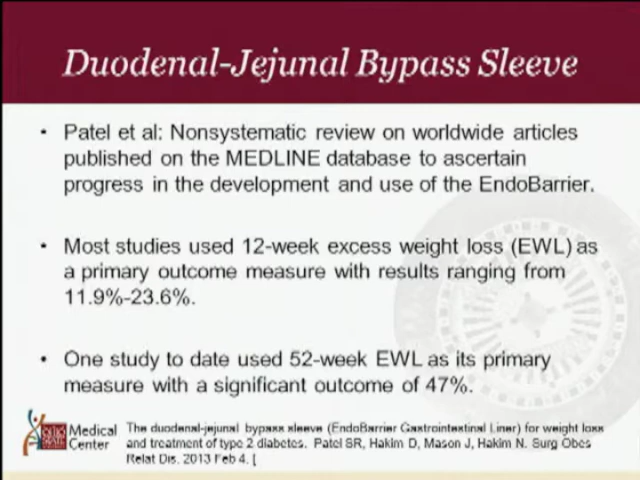 Duodenal-Jejunal Bypass Sleeve
• Patel et al: Nonsystematic review on worldwide articles
published on the MEDLINE database to ascertain
progress in the development and use of the EndoBarrier.
• Most studies used 12-week excess weight loss (EWL) as
a primary outcome measure with results ranging from
11.9%-23.6%.
• One study to date used 52-week EWL as its primary
measure with a significant outcome of 47%.
Medical
Center
The duodenal-jejunal bypass sleeve (EndoBarrier Gastrointestinal Liner) for weight loss
and treatment of type 2 diabetes. Patel SR, Hakim D, Mason J, Hakim N. Surg Obes
Relat Dis. 2013 Feb 4. [